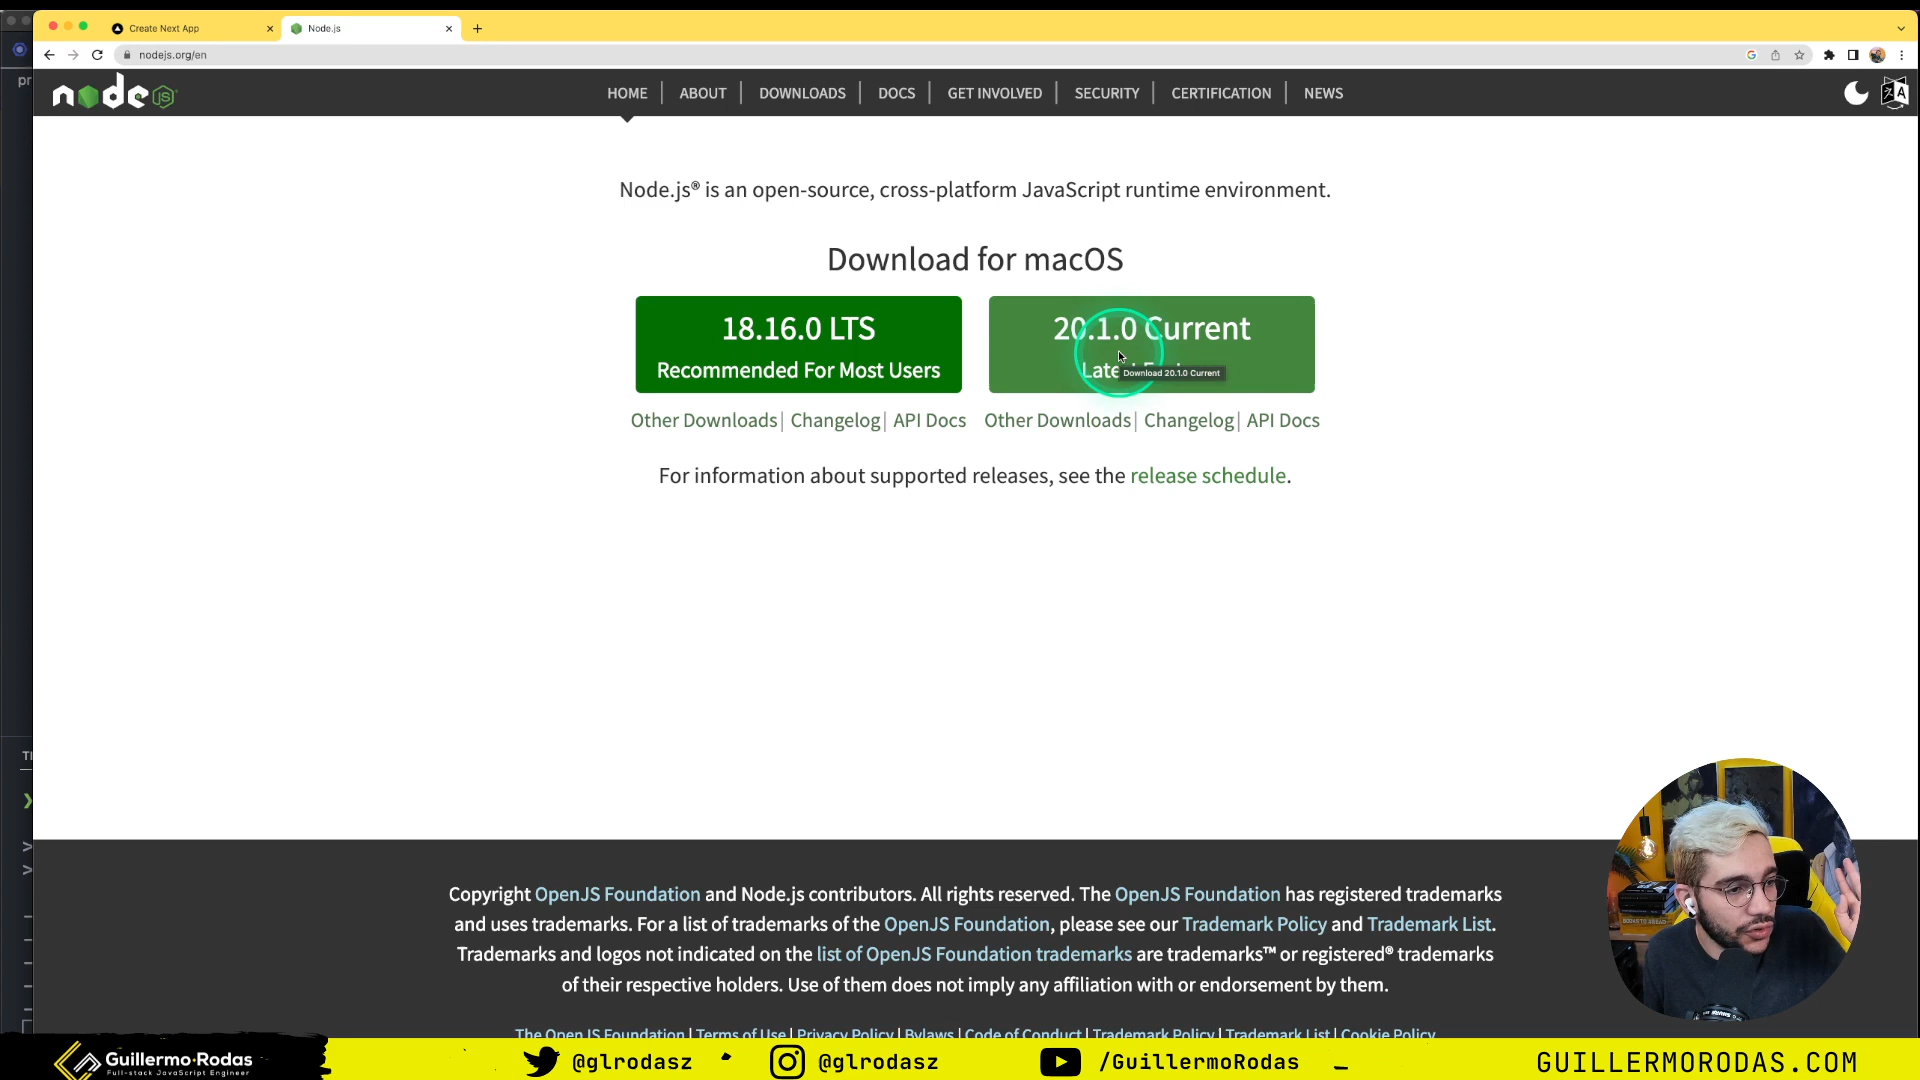 Create Next App
Node.js
nodejs.org/en
pr
node JS
HOME | ABOUT | DOWNLOADS | DOCS | GET INVOLVED | SECURITY | CERTIFICATION | NEWS
Node.js® is an open-source, cross-platform JavaScript runtime environment.
Download for macOS
18.16.0 LTS
Recommended For Most Users
20.1.0 Current
Download 20.1.0 Current
Other Downloads | Changelog | API Docs
Other Downloads | Changelog | API Docs
For information about supported releases, see the release schedule.
Copyright OpenJS Foundation and Node.js contributors. All rights reserved. The OpenJS Foundation has registered trademarks
and uses trademarks. For a list of trademarks of the OpenJS Foundation, please see our Trademark Policy and Trademark List.
Trademarks and logos not indicated on the list of OpenJS Foundation trademarks are trademarks™ or registered® trademarks
of their respective holders. Use of them does not imply any affiliation with or endorsement by them.
The OpenJS Foundation | Terms of Use | Privacy Policy | Bylaws | Code of Conduct | Trademark Policy | Trademark List | Cookie Policy
Guillermo Rodas
Full-stack JavaScript Engineer
@glrodasz
@glrodasz
/GuillermoRodas
GUILLERMORODAS.COM